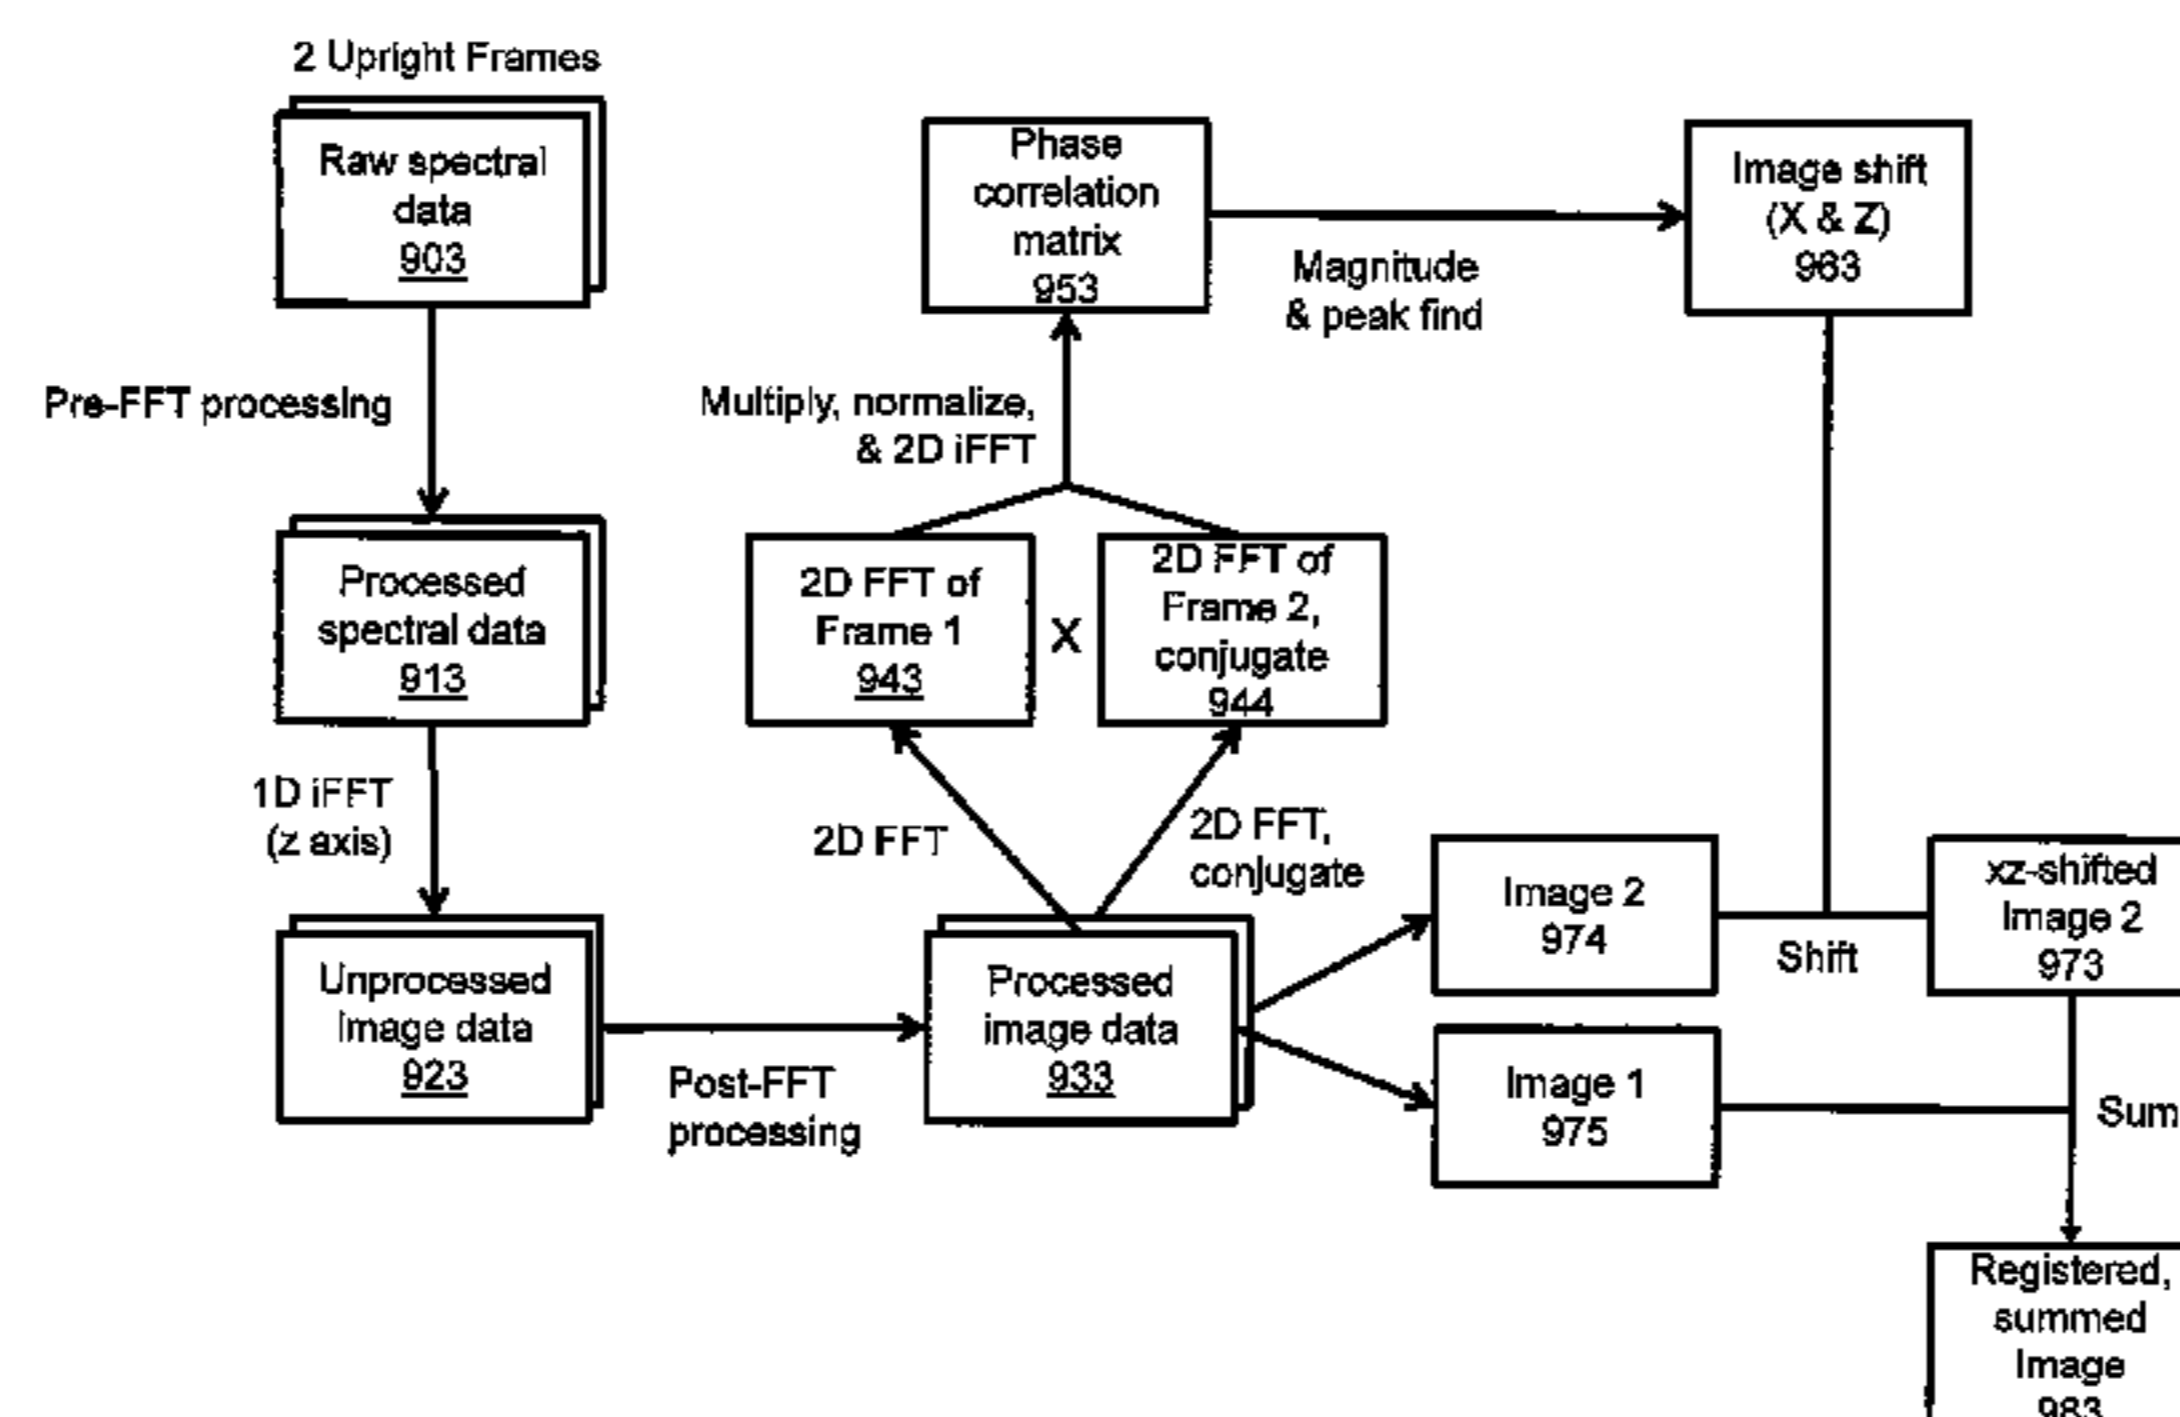 2 Upright Frames
Raw spectral
data
903
Pre-FFT processing
Processed
spectral data
913
1D iFFT
(z axis)
Unprocessed
Image data
923
Post-FFT
processing
Processed
image data
933
2D FFT
2D FFT,
conjugate
2D FFT of
Frame 1
943
X
2D FFT of
Frame 2,
conjugate
944
Multiply, normalize,
& 2D iFFT
Phase
correlation
matrix
953
Magnitude
& peak find
Image shift
(X & Z)
963
Image 2
974
Shift
xz-shifted
Image 2
973
Image 1
975
Sum
Registered,
summed
Image
983